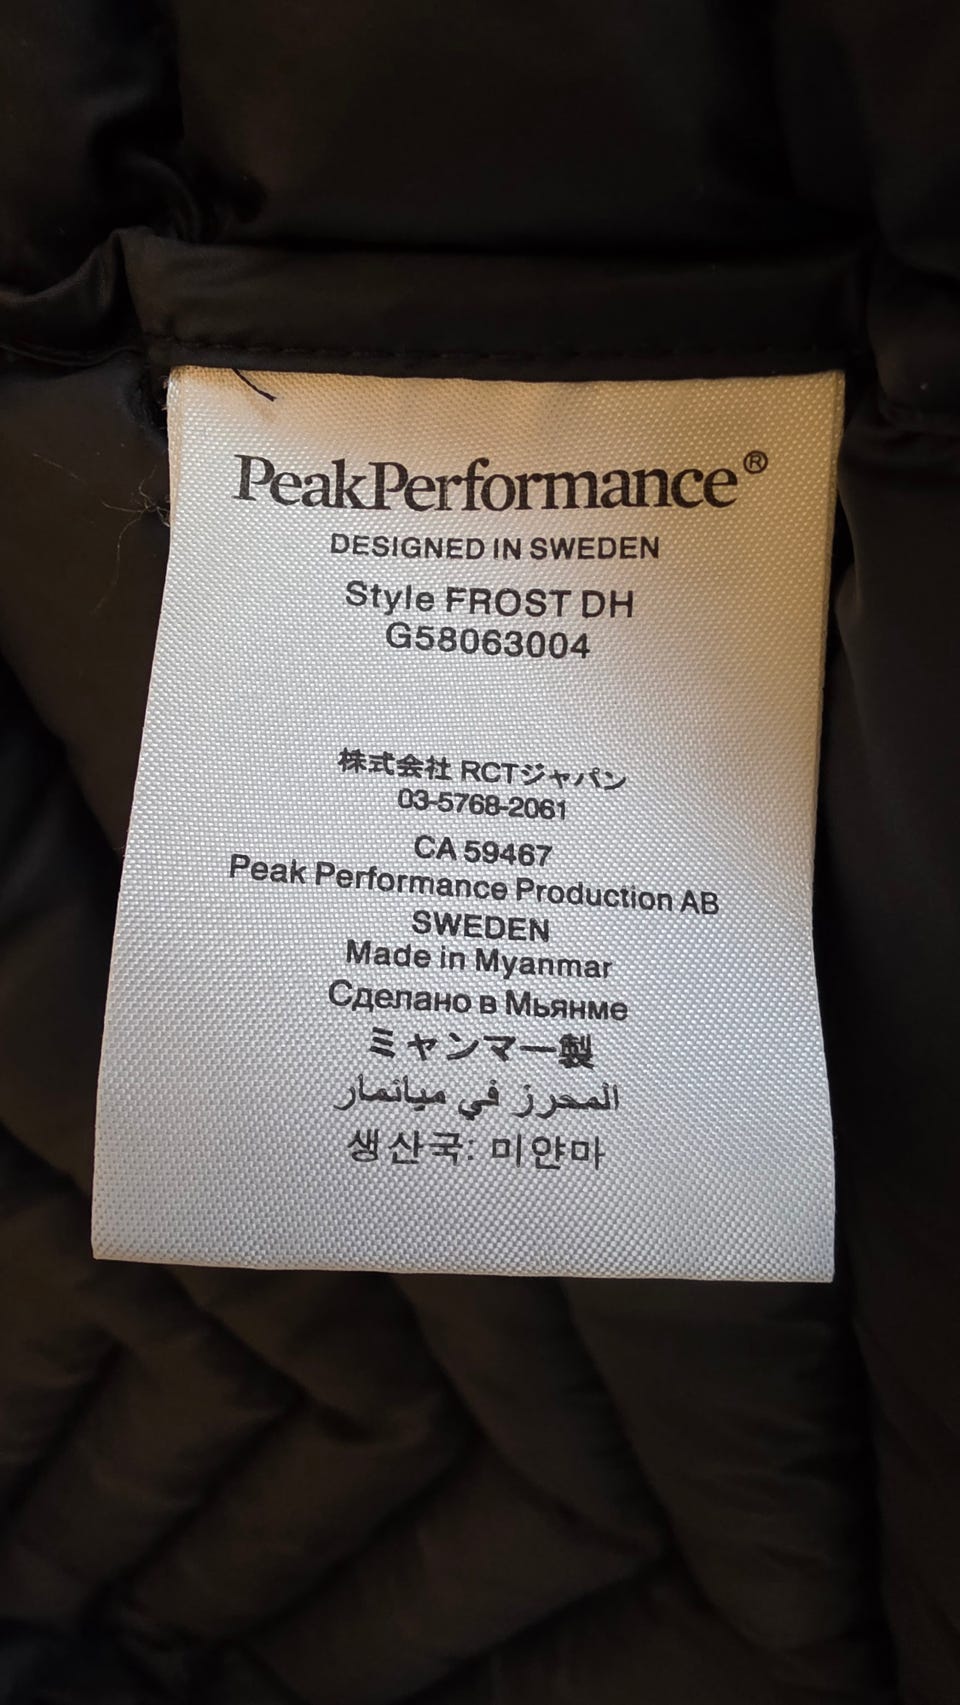 PeakPerformance®
DESIGNED IN SWEDEN
Style FROST DH
G58063004
株式会社 RCTジャパン
03-5768-2061
CA 59467
Peak Performance Production AB
SWEDEN
Made in Myanmar
Сделано в Мьянме
ミャンマー製
المحرز في ميانمار
생산국: 미얀마